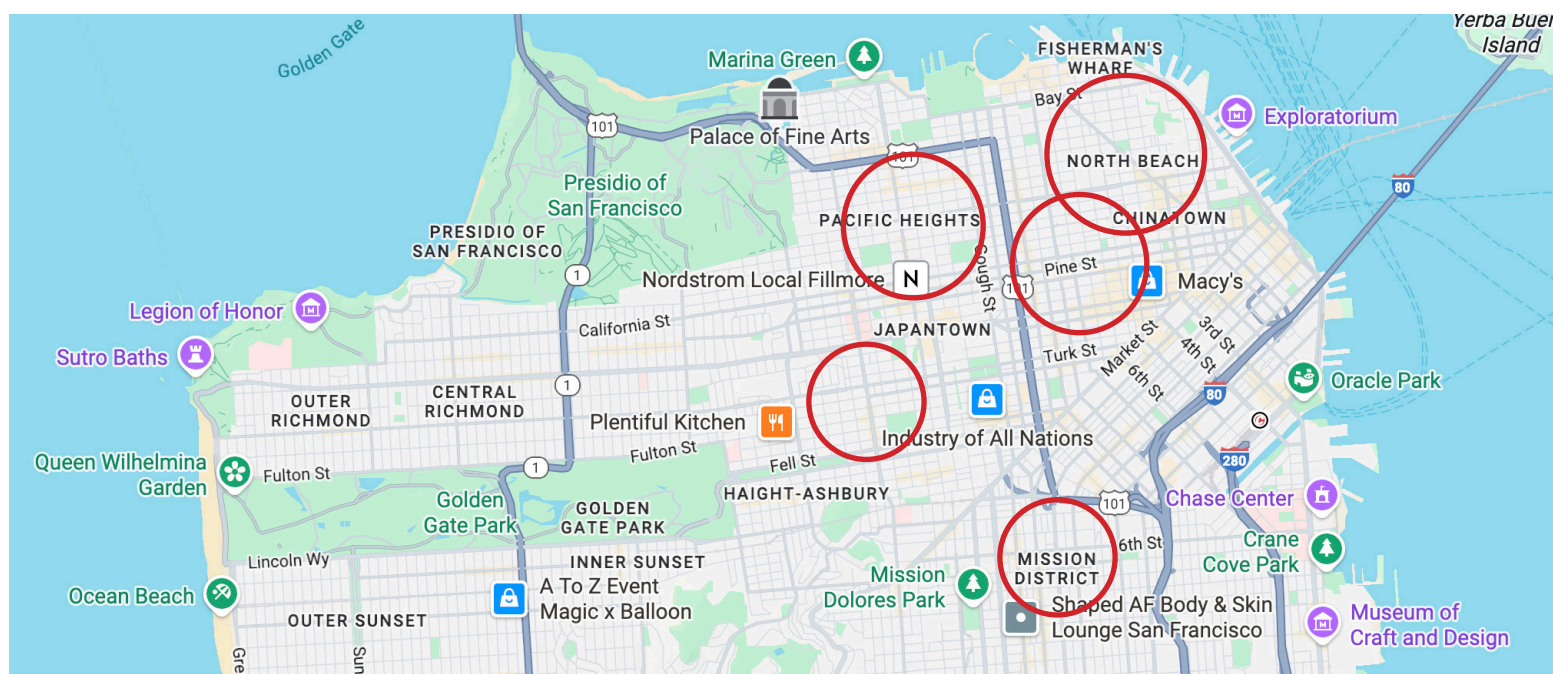 Yerba Buen
Island
Golden Gate
FISHERMAN'S
WHARF
Marina Green
Bay St
101
Palace of Fine Arts
Exploratorium
101
NORTH BEACH
80
Presidio of
San Francisco
PACIFIC HEIGHTS
CHINATOWN
PRESIDIO OF
SAN FRANCISCO
Gough St
1
Nordstrom Local Fillmore
N
101
Pine St
Macy's
Legion of Honor
California St
JAPANTOWN
3rd St
4th St
Market St
6th St
Sutro Baths
Turk St
1
80
Oracle Park
OUTER
RICHMOND
CENTRAL
RICHMOND
Plentiful Kitchen
Industry of All Nations
Queen Wilhelmina
Garden
Fulton St
1
Fulton St
Fell St
280
HAIGHT-ASHBURY
Golden
Gate Park
GOLDEN
GATE PARK
101
Chase Center
Lincoln Wy
INNER SUNSET
MISSION
DISTRICT
6th St
Crane
Cove Park
Ocean Beach
A To Z Event
Magic x Balloon
Mission
Dolores Park
OUTER SUNSET
Shaped AF Body & Skin
Lounge San Francisco
Museum of
Craft and Design
Gre
Sun